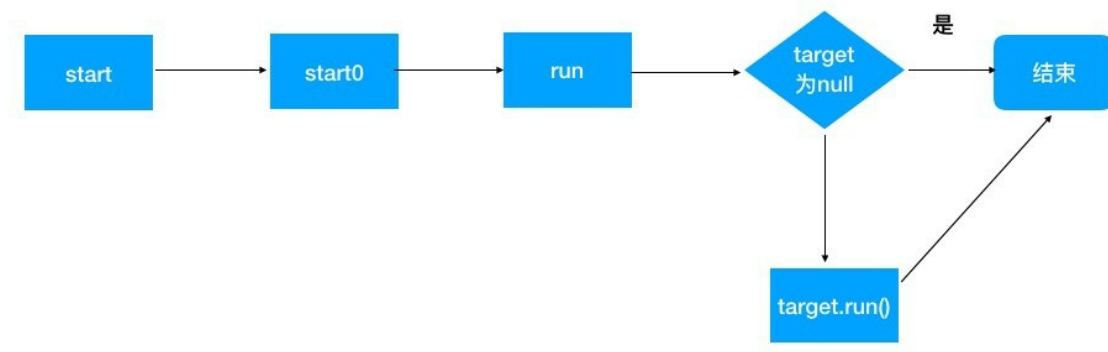 start
start0
run
target
为null
是
结束
target.run()